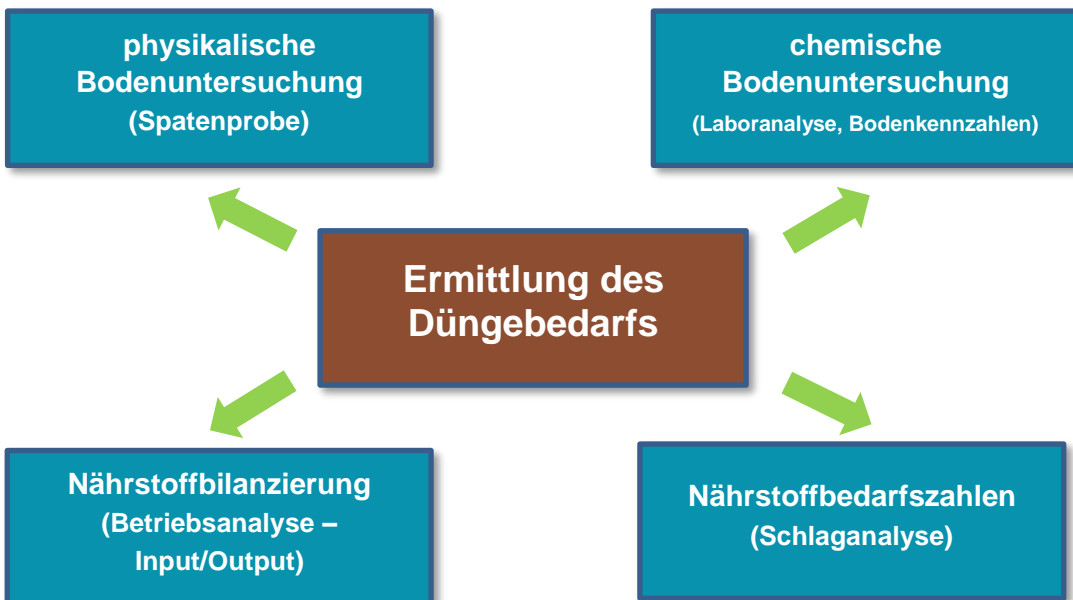 physikalische
Bodenuntersuchung
(Spatenprobe)
chemische
Bodenuntersuchung
(Laboranalyse, Bodenkennzahlen)
Ermittlung des
Düngebedarfs
Nährstoffbilanzierung
(Betriebsanalyse –
Input/Output)
Nährstoffbedarfszahlen
(Schlaganalyse)